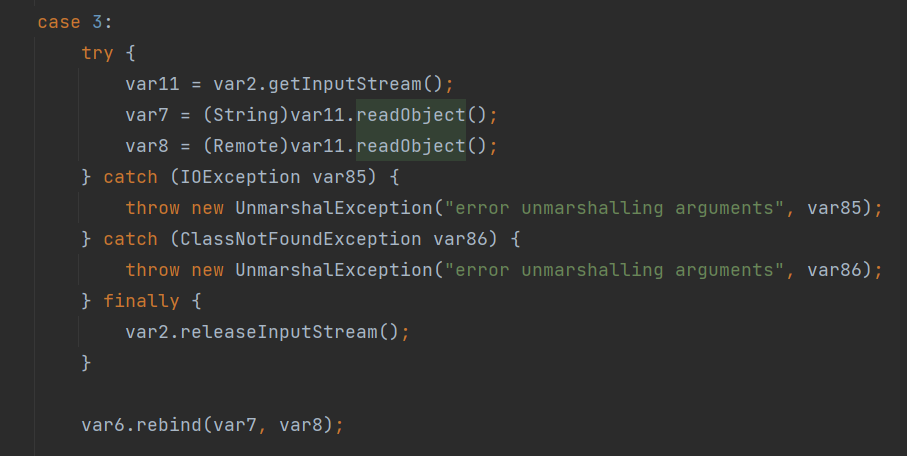 case 3:
try {
var11 = var2.getInputStream();
var7 = (String)var11.readObject();
var8 = (Remote)var11.readObject();
} catch (IOException var85) {
throw new UnmarshalException("error unmarshalling arguments", var85);
} catch (ClassNotFoundException var86) {
throw new UnmarshalException("error unmarshalling arguments", var86);
} finally {
var2.releaseInputStream();
}
var6.rebind(var7, var8);